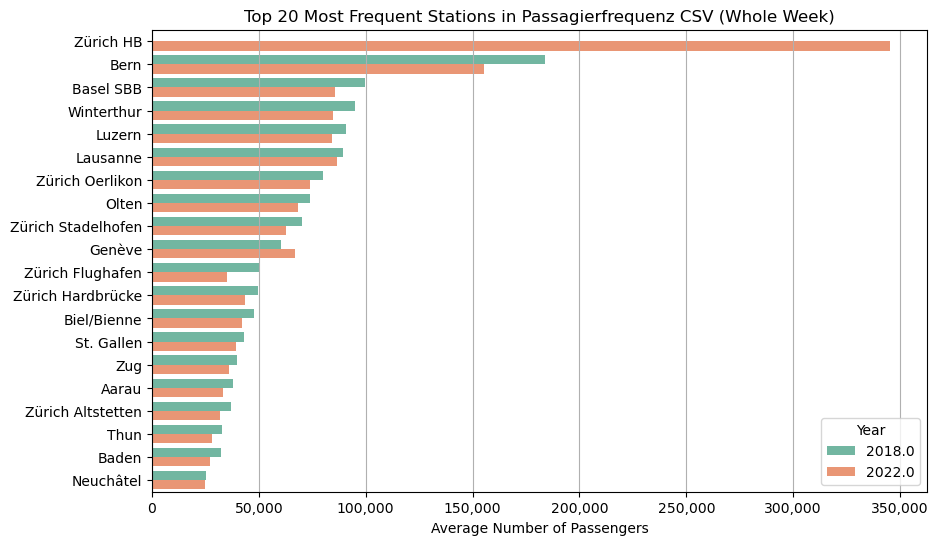 Top 20 Most Frequent Stations in Passagierfrequenz CSV (Whole Week)
Zürich HB
Bern
Basel SBB
Winterthur
Luzern
Lausanne
Zürich Oerlikon
Olten
Zürich Stadelhofen
Genève
Zürich Flughafen
Zürich Hardbrücke
Biel/Bienne
St. Gallen
Zug
Aarau
Zürich Altstetten
Thun
Baden
Neuchâtel
Year
2018.0
2022.0
0 50,000 100,000 150,000 200,000 250,000 300,000 350,000
Average Number of Passengers